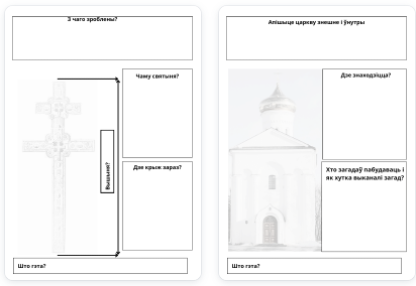 З чаго зроблены?
Чаму святыня?
Вышыня?
Дзе крыж зараз?
Што гэта?
Апішыце царкву знешне і ўнутры
Дзе знаходзіцца?
Хто загадаў пабудаваць і
як хутка выканалі загад?
Што гэта?